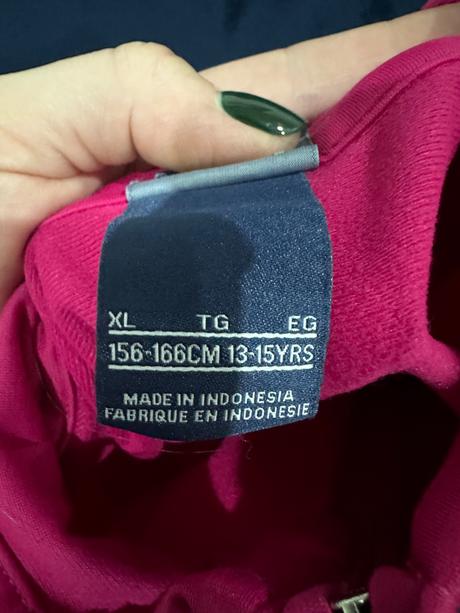 XL TG EG
156-166CM 13-15YRS
MADE IN INDONESIA
FABRIQUE EN INDONESIE